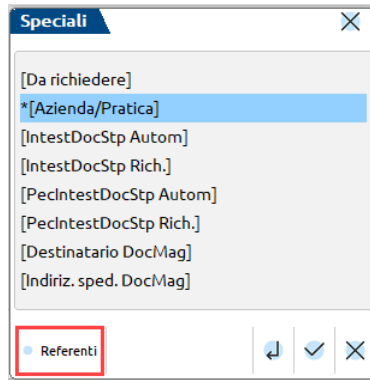 Speciali
[Da richiedere]
*[Azienda/Pratica]
[IntestDocStp Autom]
[IntestDocStp Rich.]
[PecIntestDocStp Autom]
[PecIntestDocStp Rich.]
[Destinatario DocMag]
[Indiriz. sped. DocMag]
Referenti